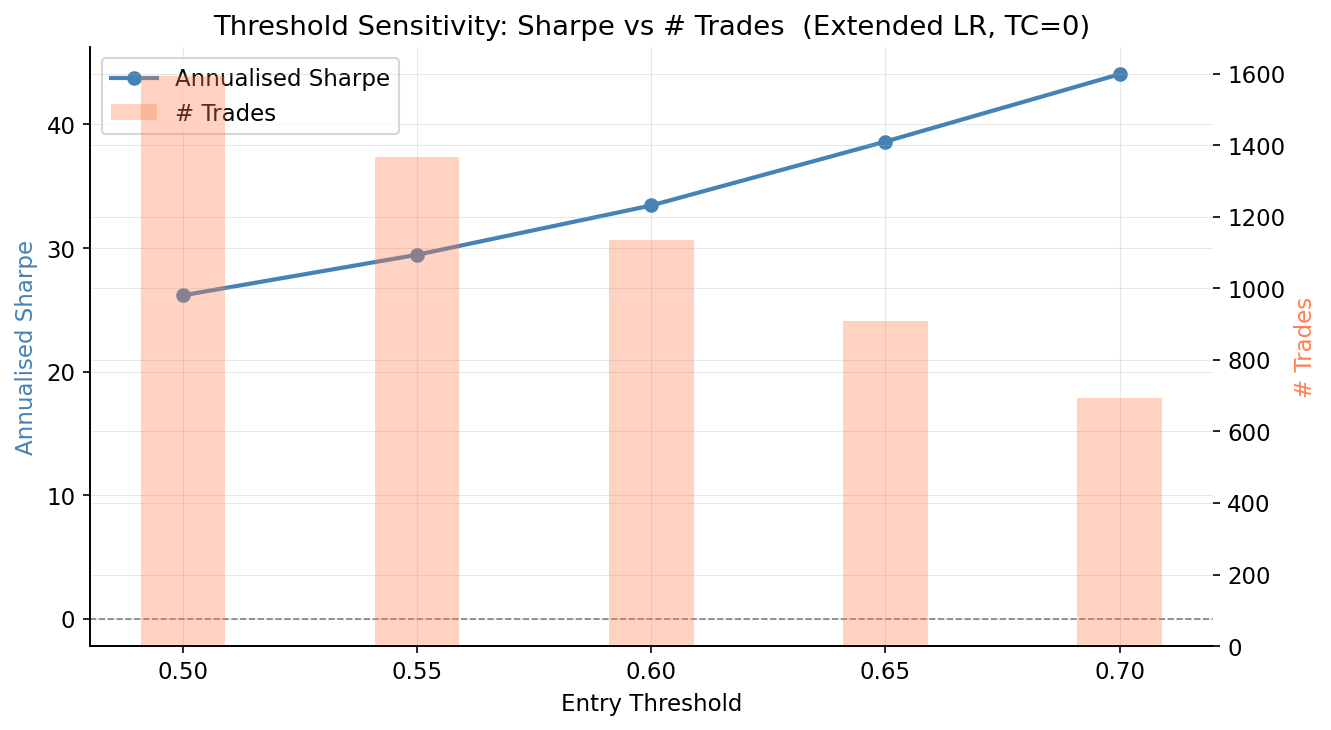 Threshold Sensitivity: Sharpe vs # Trades  (Extended LR, TC=0)
Annualised Sharpe
# Trades
Annualised Sharpe
40
30
20
10
0
1600
1400
1200
1000
800
600
400
200
0
# Trades
0.50 0.55 0.60 0.65 0.70
Entry Threshold